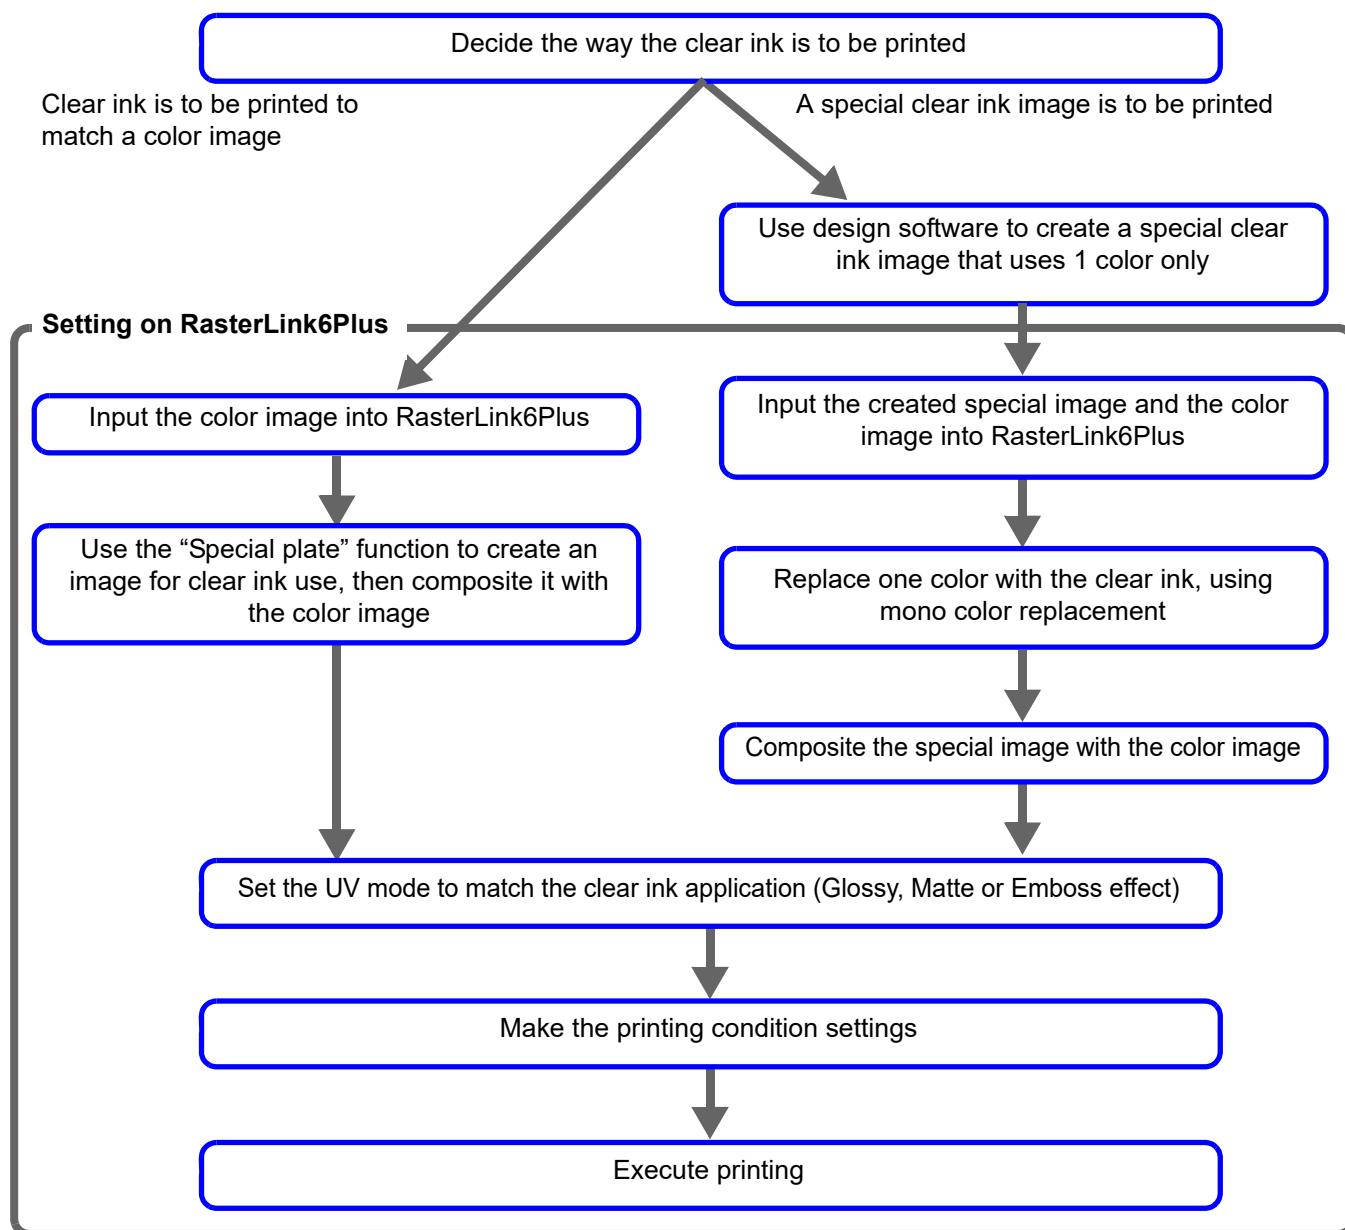 Decide the way the clear ink is to be printed
Clear ink is to be printed to
match a color image
A special clear ink image is to be printed
Use design software to create a special clear
ink image that uses 1 color only
Setting on RasterLink6Plus
Input the color image into RasterLink6Plus
Input the created special image and the color
image into RasterLink6Plus
Use the “Special plate” function to create an
image for clear ink use, then composite it with
the color image
Replace one color with the clear ink, using
mono color replacement
Composite the special image with the color image
Set the UV mode to match the clear ink application (Glossy, Matte or Emboss effect)
Make the printing condition settings
Execute printing